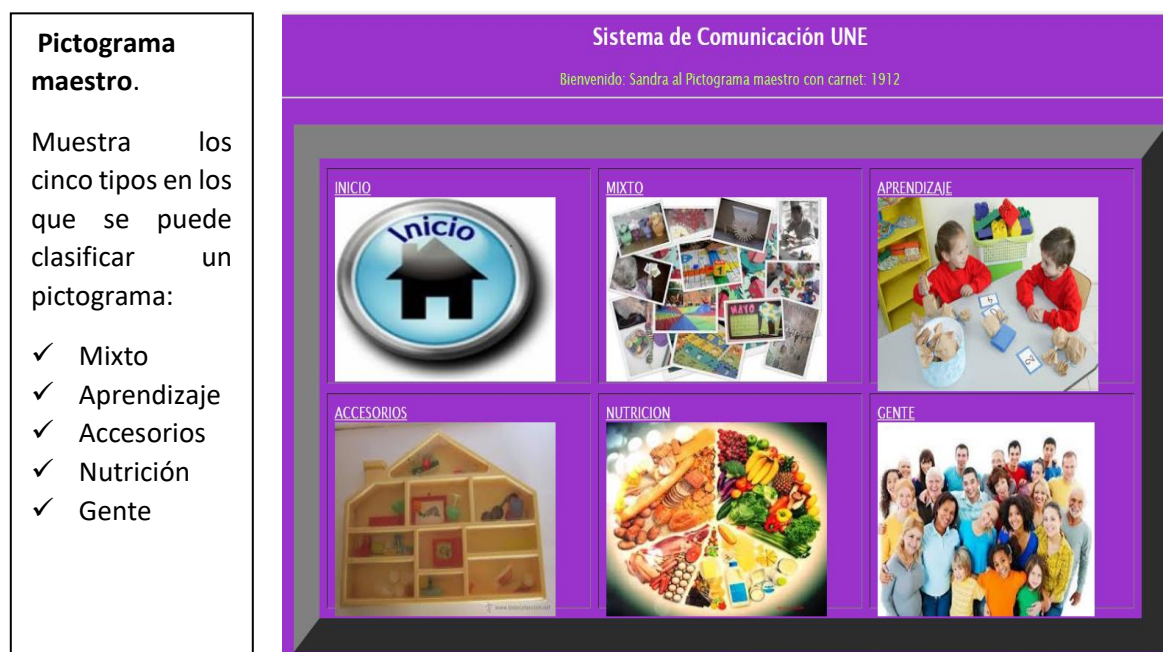 Pictograma
maestro.
Muestra los
cinco tipos en los
que se puede
clasificar un
pictograma:
✓ Mixto
✓ Aprendizaje
✓ Accesorios
✓ Nutrición
✓ Gente
Sistema de Comunicación UNE
Bienvenido: Sandra al Pictograma maestro con carnet: 1912
INICIO
Inicio
MIXTO
APRENDIZAJE
ACCESORIOS
NUTRICION
GENTE